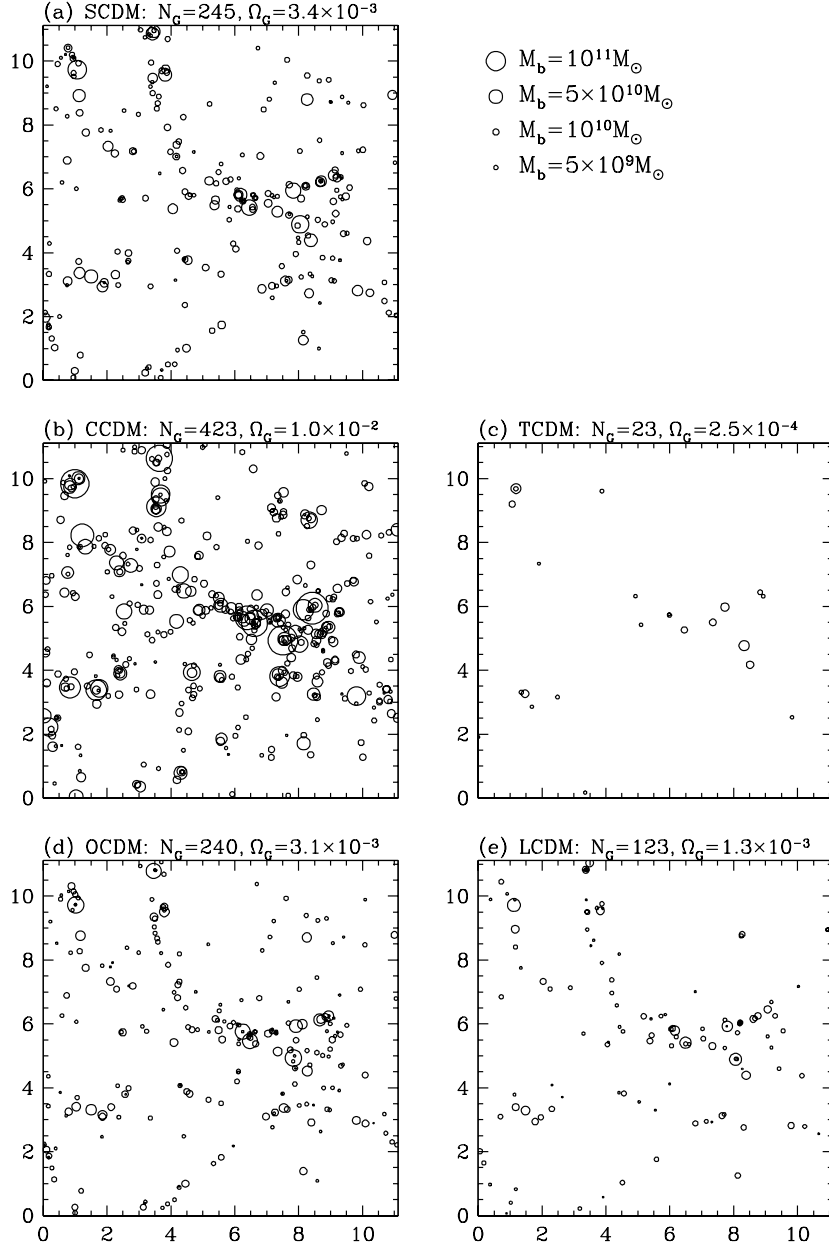 (a) SCDM: N_G=245, Ω_G=3.4×10⁻³
M_b=10¹¹M_⊙
M_b=5×10¹⁰M_⊙
M_b=10¹⁰M_⊙
M_b=5×10⁹M_⊙
10
8
6
4
2
0
(b) CCDM: N_G=423, Ω_G=1.0×10⁻²
10
8
6
4
2
0
(c) TCDM: N_G=23, Ω_G=2.5×10⁻⁴
10
8
6
4
2
0
(d) OCDM: N_G=240, Ω_G=3.1×10⁻³
10
8
6
4
2
0
0 2 4 6 8 10
(e) LCDM: N_G=123, Ω_G=1.3×10⁻³
10
8
6
4
2
0
0 2 4 6 8 10